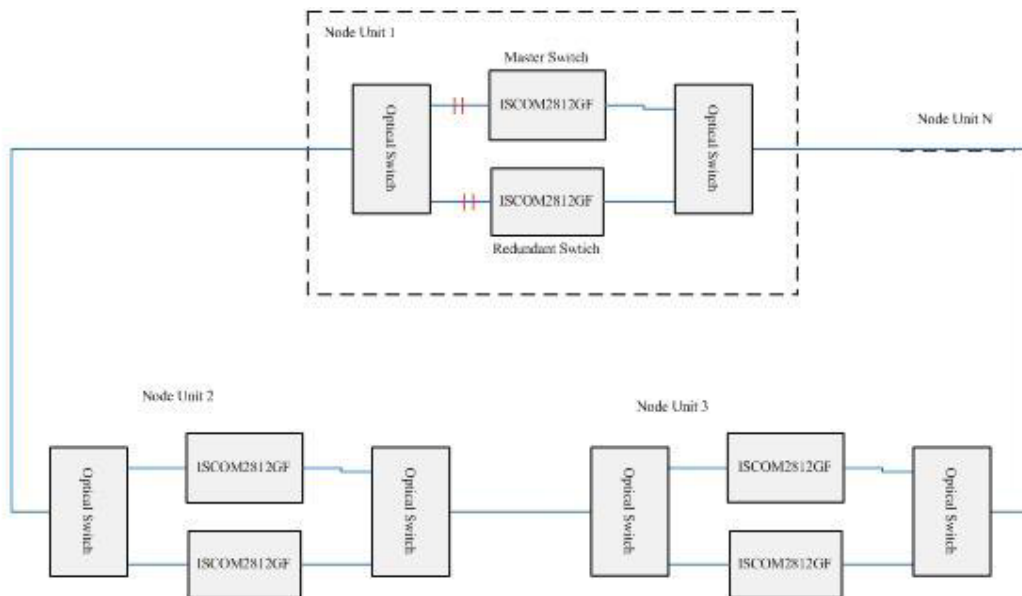 Node Unit 1
Master Switch
ISCOM2812GF
Optical Switch
Optical Switch
Node Unit N
ISCOM2812GF
Redundant Swtich
Node Unit 2
Node Unit 3
Optical Switch
ISCOM2812GF
Optical Switch
Optical Switch
ISCOM2812GF
Optical Switch
ISCOM2812GF
ISCOM2812GF